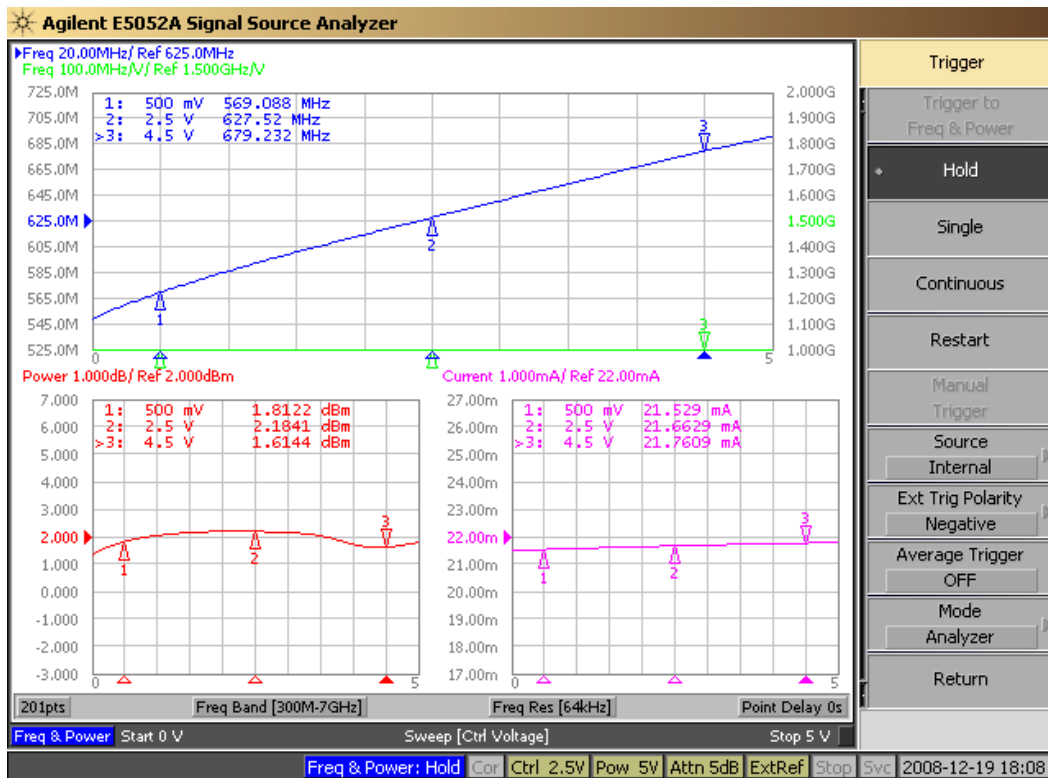 Agilent E5052A Signal Source Analyzer
Freq 20.00MHz/ Ref 625.0MHz
Freq 100.0MHz/V/ Ref 1.500GHz/V
725.0M
705.0M
685.0M
665.0M
645.0M
625.0M
605.0M
585.0M
565.0M
545.0M
525.0M
1: 500 mV 569.088 MHz
2: 2.5 V 627.52 MHz
>3: 4.5 V 679.232 MHz
2.000G
1.900G
1.800G
1.700G
1.600G
1.500G
1.400G
1.300G
1.200G
1.100G
1.000G
1
2
3
3
0
5
Power 1.000dB/ Ref 2.000dBm
7.000
6.000
5.000
4.000
3.000
2.000
1.000
0.000
-1.000
-2.000
-3.000
1: 500 mV 1.8122 dBm
2: 2.5 V 2.1841 dBm
>3: 4.5 V 1.6144 dBm
1
2
3
0
5
Current 1.000mA/ Ref 22.00mA
27.00m
26.00m
25.00m
24.00m
23.00m
22.00m
21.00m
20.00m
19.00m
18.00m
17.00m
1: 500 mV 21.529 mA
2: 2.5 V 21.6629 mA
>3: 4.5 V 21.7609 mA
1
2
3
0
5
201pts
Freq Band [300M-7GHz]
Freq Res [64kHz]
Point Delay 0s
Freq & Power Start 0 V
Sweep [Ctrl Voltage]
Stop 5 V
Trigger
Trigger to
Freq & Power
Hold
Single
Continuous
Restart
Manual
Trigger
Source
Internal
Ext Trig Polarity
Negative
Average Trigger
OFF
Mode
Analyzer
Return
Freq & Power: Hold Cor Ctrl 2.5V Pow 5V Attn 5dB ExtRef Stop Svc 2008-12-19 18:08